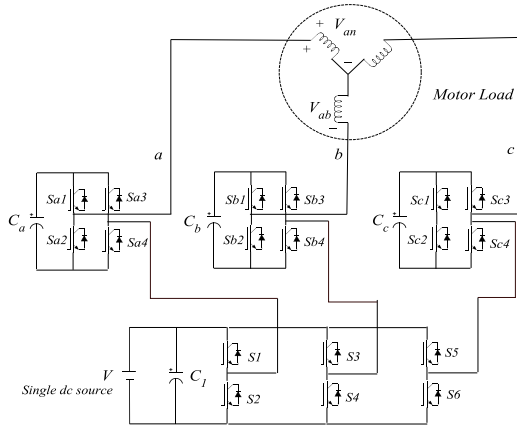 +
V_an
+
−
V_ab
−
Motor Load
a
b
c
Sa1
Sa3
Sb1
Sb3
Sc1
Sc3
+
C_a
+
C_b
+
C_c
Sa2
Sa4
Sb2
Sb4
Sc2
Sc4
V
+
C_1
S1
S3
S5
Single dc source
S2
S4
S6